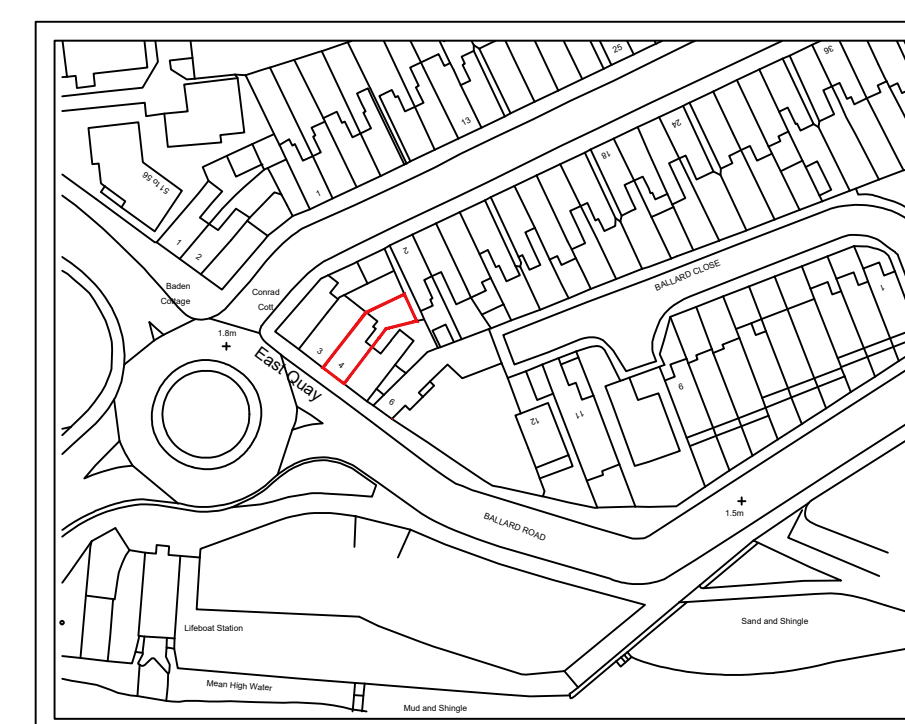 25
36
13
24
18
51 to 56
1
1
2
2
Baden
Cottage
Conrad
Cott
BALLARD CLOSE
1
1.8m
East Quay
3
4
9
6
12
11
1.5m
BALLARD ROAD
Lifeboat Station
Sand and Shingle
Mean High Water
Mud and Shingle